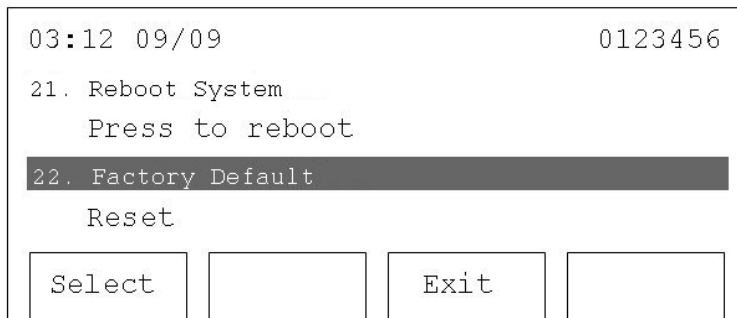 03:12 09/09 0123456
21. Reboot System
Press to reboot
22. Factory Default
Reset
Select Exit